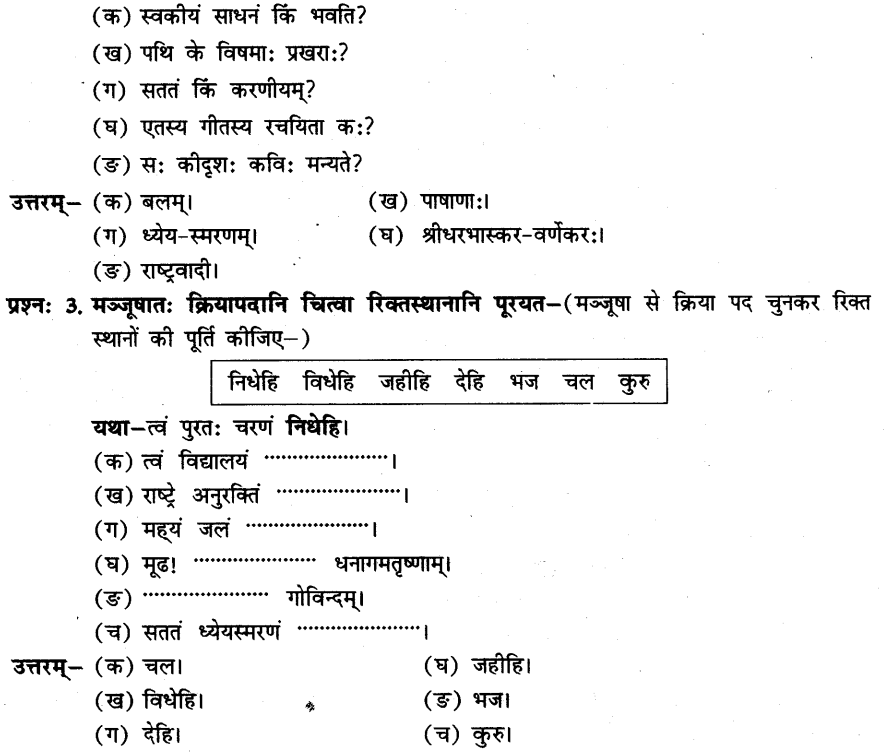 (क) स्वकीयं साधनं किं भवति?
(ख) पथि के विषमाः प्रखराः?
(ग) सततं किं करणीयम्?
(घ) एतस्य गीतस्य रचयिता कः?
(ङ) सः कीदृशः कविः मन्यते?
उत्तरम्– (क) बलम्। (ख) पाषाणाः।
(ग) ध्येय-स्मरणम्। (घ) श्रीधरभास्कर-वर्णेकरः।
(ङ) राष्ट्रवादी।
प्रश्नः 3. मञ्जूषातः क्रियापदानि चित्वा रिक्तस्थानानि पूरयत–(मञ्जूषा से क्रिया पद चुनकर रिक्त
स्थानों की पूर्ति कीजिए–)
निधेहि विधेहि जहीहि देहि भज चल कुरु
यथा–त्वं पुरतः चरणं निधेहि।
(क) त्वं विद्यालयं ......................।
(ख) राष्ट्रे अनुरक्तिं ......................।
(ग) मह्यं जलं ......................।
(घ) मूढ! ...................... धनागमतृष्णाम्।
(ङ) ...................... गोविन्दम्।
(च) सततं ध्येयस्मरणं ......................।
उत्तरम्– (क) चल। (घ) जहीहि।
(ख) विधेहि। (ङ) भज।
(ग) देहि। (च) कुरु।